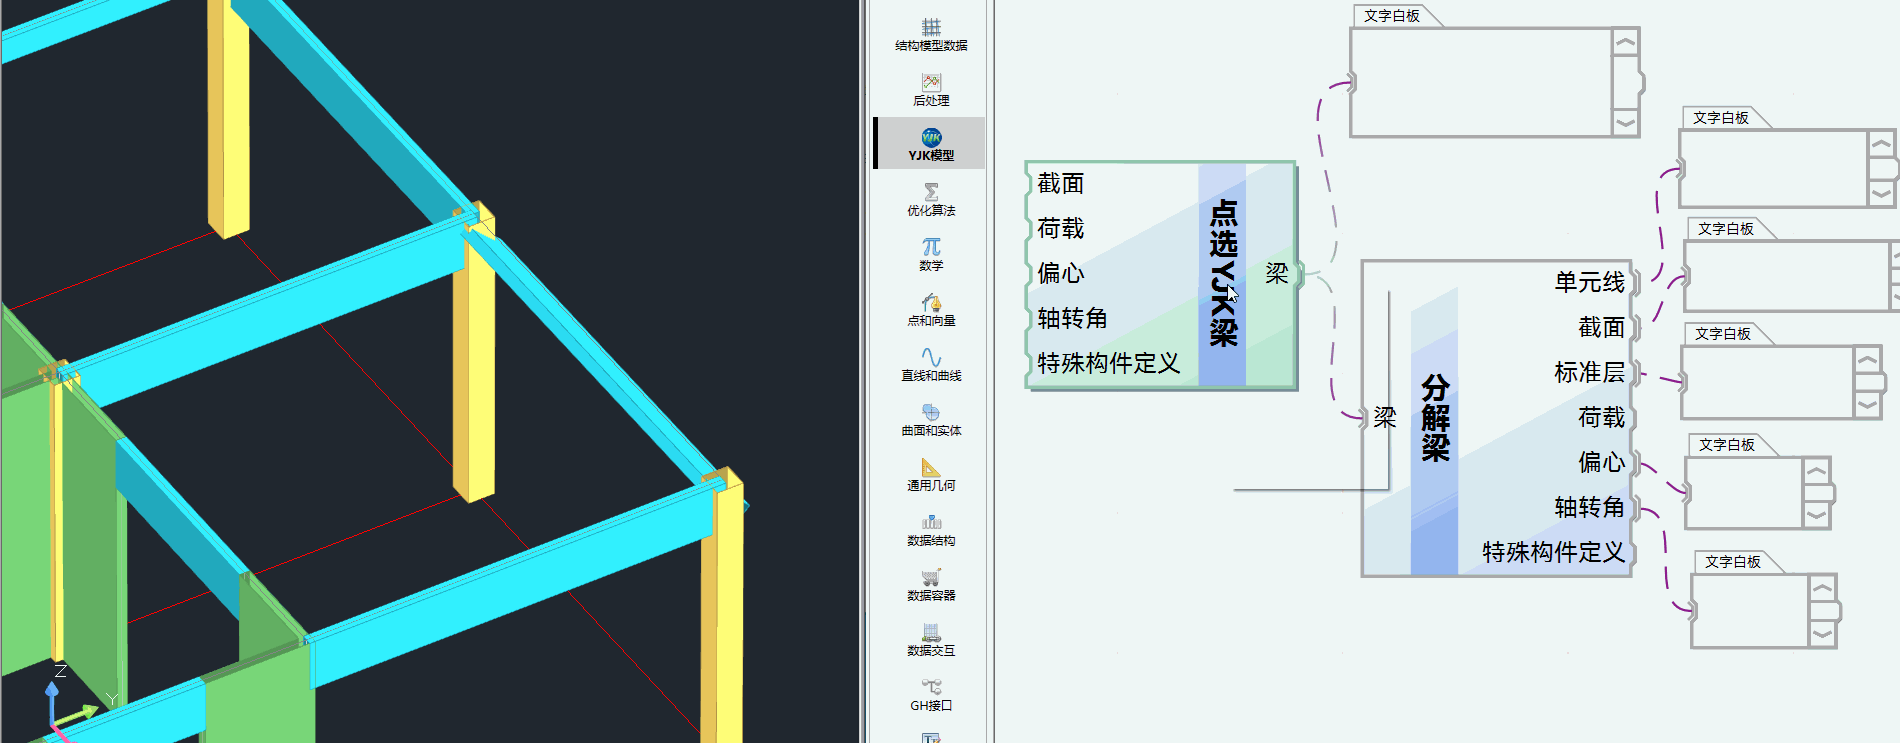 Z
Y
结构模型数据
后处理
YJK
YJK模型
优化算法
数学
点和向量
直线和曲线
曲面和实体
通用几何
数据结构
数据容器
数据交互
GH接口
截面
荷载
偏心
轴转角
特殊构件定义
点选YJK梁
梁
梁
分解梁
单元线
截面
标准层
荷载
偏心
轴转角
特殊构件定义
文字白板
文字白板
文字白板
文字白板
文字白板
文字白板